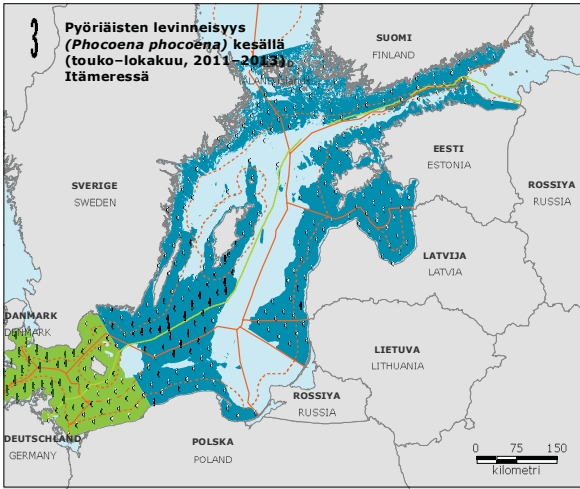 3
Pyöriäisten levinneisyys
(Phocoena phocoena) kesällä
(touko–lokakuu, 2011–2013)
Itämeressä
SUOMI
FINLAND
EESTI
ESTONIA
SVERIGE
SWEDEN
ROSSIYA
RUSSIA
LATVIJA
LATVIA
DANMARK
DENMARK
LIETUVA
LITHUANIA
ROSSIYA
RUSSIA
DEUTSCHLAND
GERMANY
POLSKA
POLAND
0 75 150
kilometri